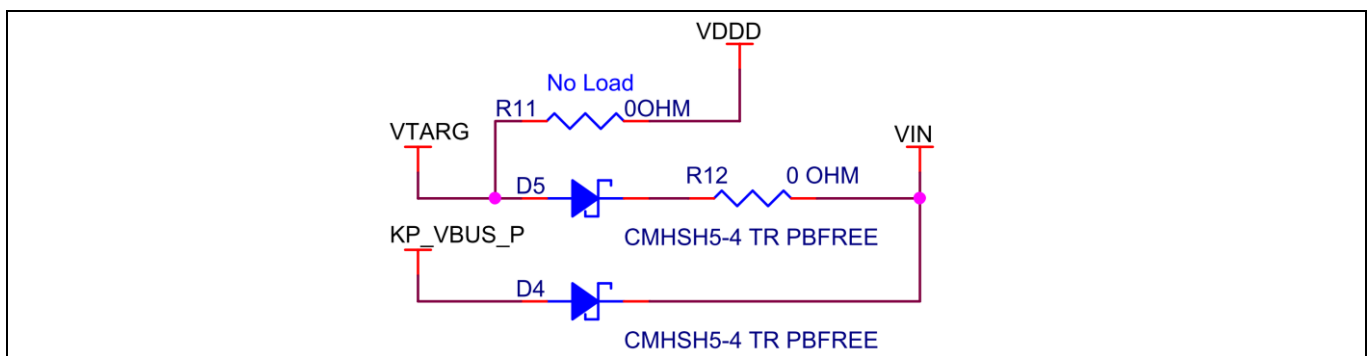 VDDD
No Load
R11 0OHM
VTARG
VIN
D5 R12 0 OHM
CMHSH5-4 TR PBFREE
KP_VBUS_P
D4
CMHSH5-4 TR PBFREE